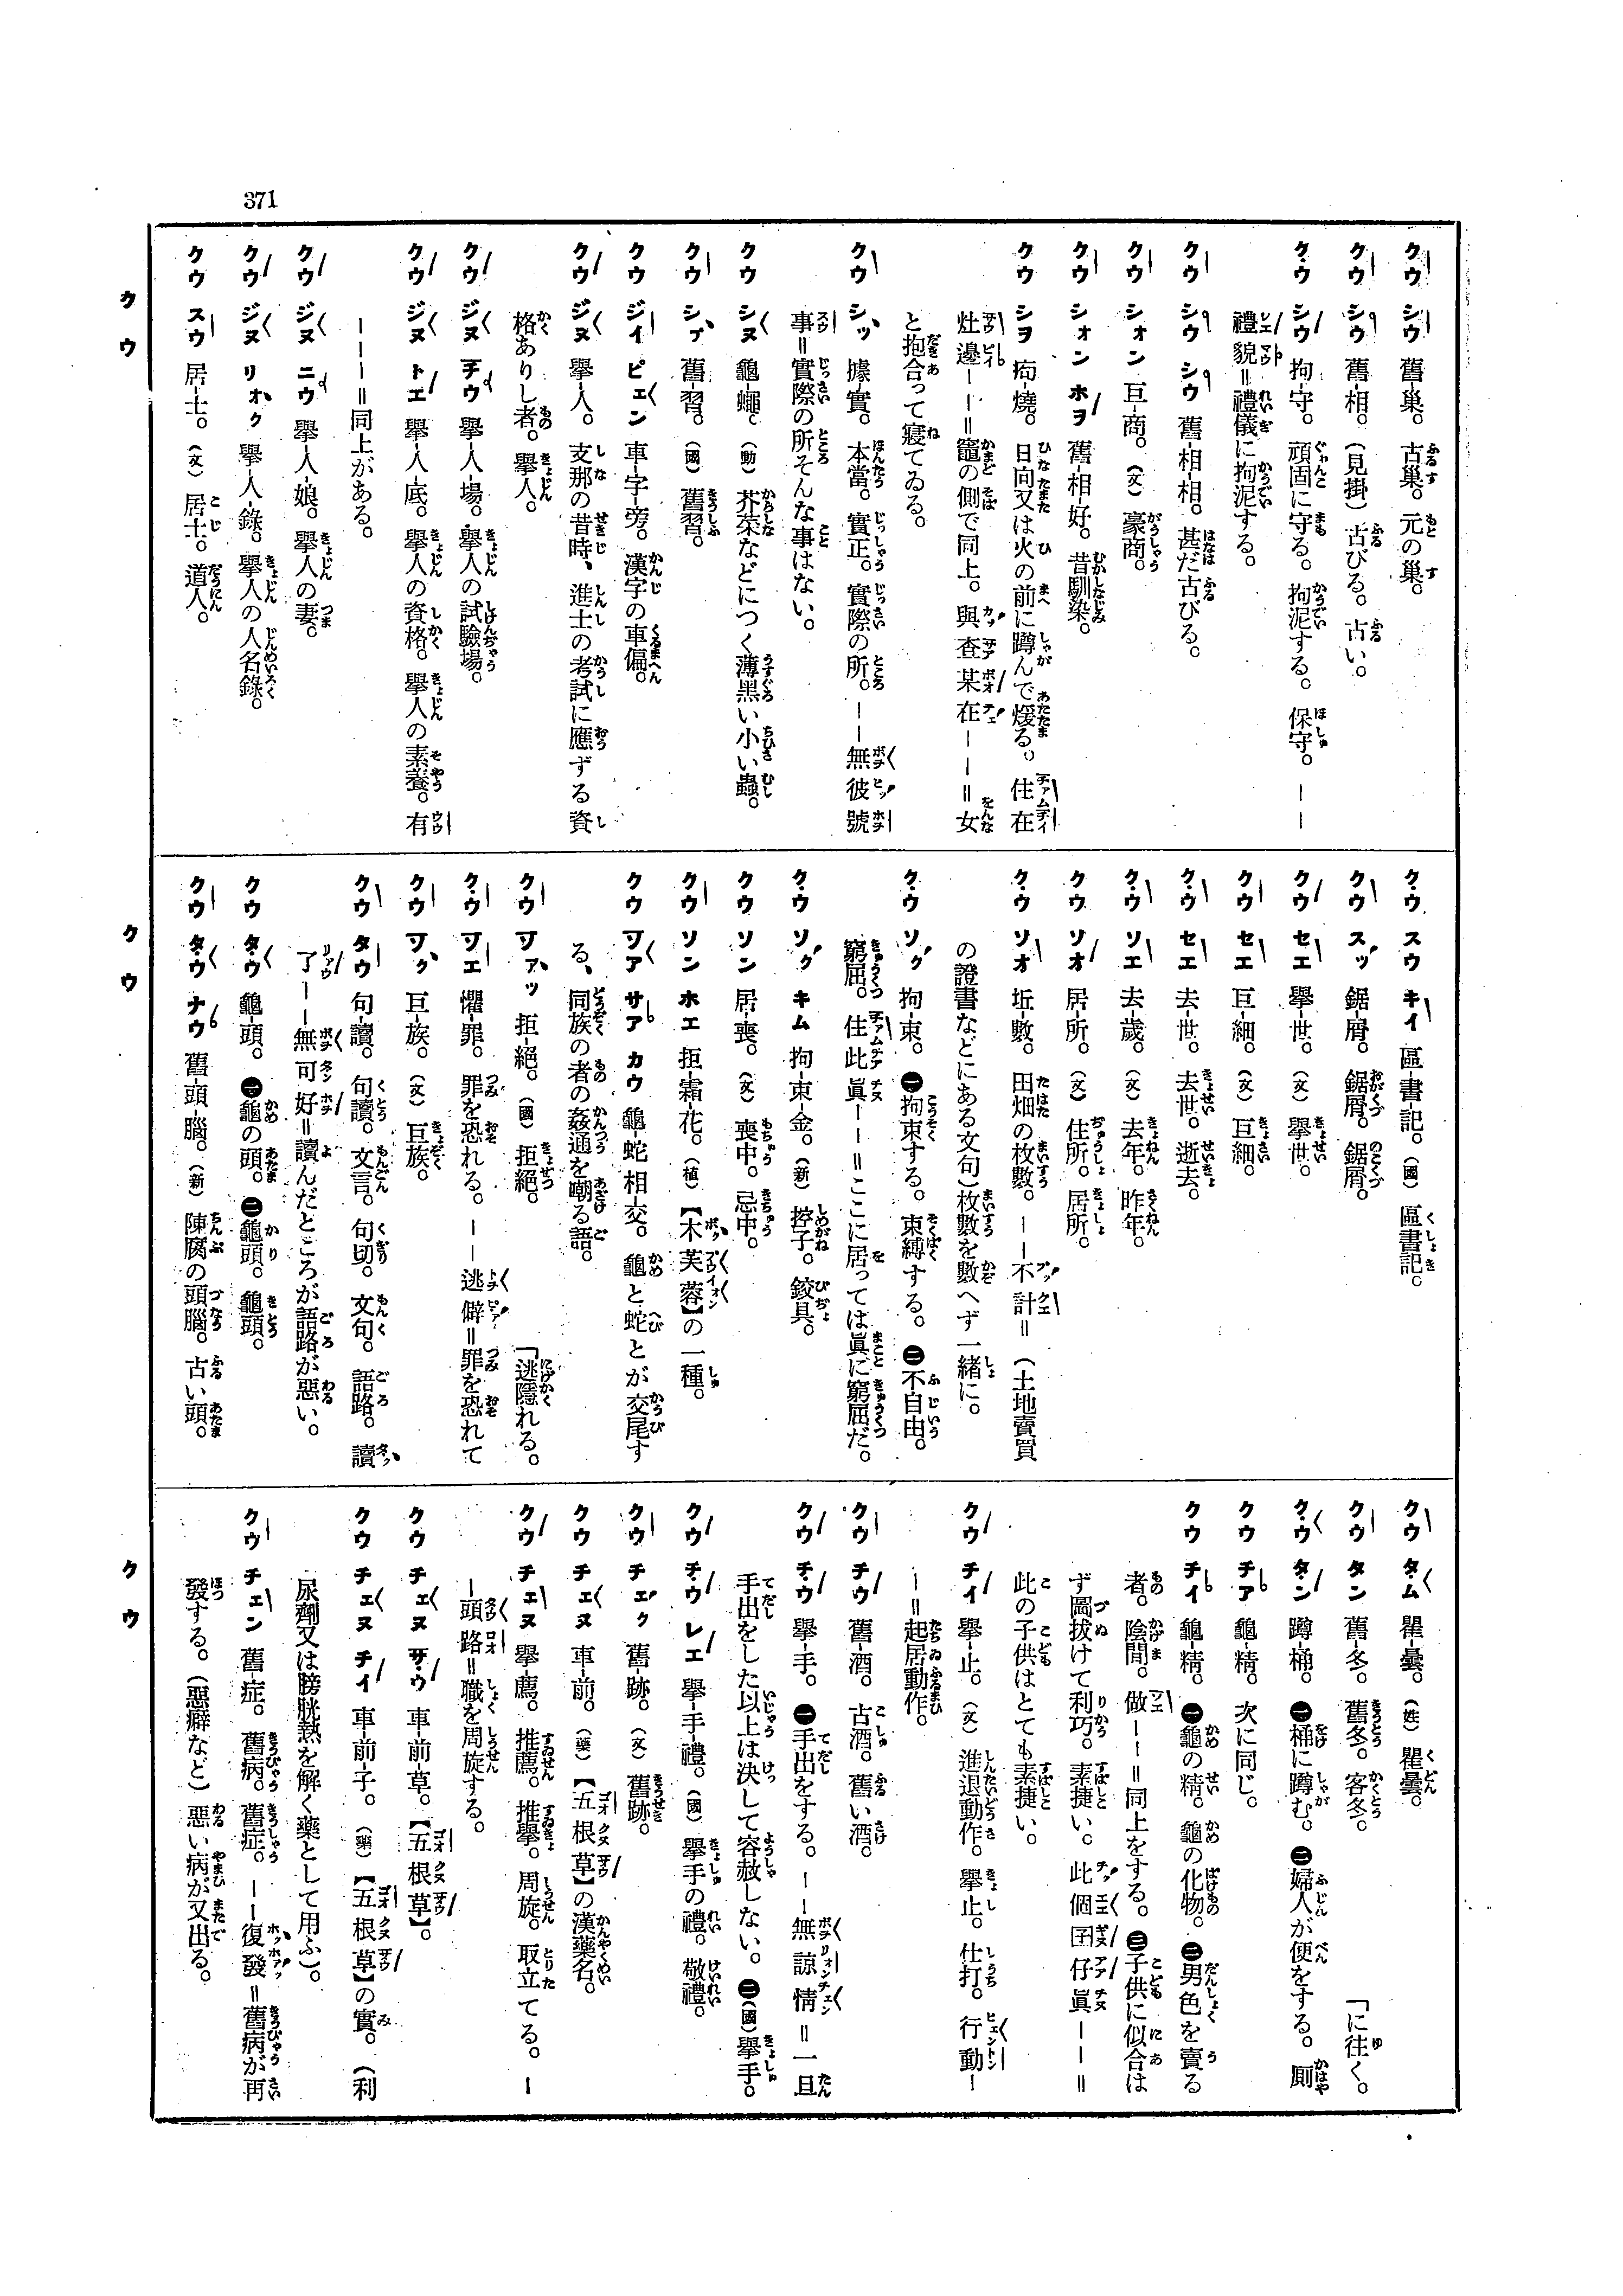 371
クウ シウ 舊-巢。古巢。元の巢。
クウ シウ 舊-相。(見掛)古びる。古い。
クウ シウ 拘-守。頑固に守る。拘泥する。保守。――
禮貌＝禮儀に拘泥する。
クウ シウ シウ 舊-相-相。甚だ古びる。
クウ シォン 巨-商。(文)豪商。
クウ シォン ホヲ 舊-相-好。昔馴染。
クウ シヲ 痀-燒。日向又は火の前に蹲んで煖る。住在
灶邊――＝竈の側で同上。與查某在――＝女
と抱合って寢てゐる。
クウ シッ 據-實。本當。實正。實際の所。――無彼號
事＝實際の所そんな事はない。
クウ シヌ 龜-蠅。(動)芥菜などにつく薄黑い小い蟲。
クウ シプ 舊-習。(國)舊習。
クウ ジイ ピェン 車-字-旁。漢字の車偏。
クウ ジヌ 擧-人。支那の昔時、進士の考試に應ずる資
格ありし者。擧人。
クウ ジヌ チウ 擧-人-場。擧人の試驗場。
クウ ジヌ トエ 擧-人-底。擧人の資格。擧人の素養。有
―――＝同上がある。
クウ ジヌ ニウ 擧-人-娘。擧人の妻。
クウ ジヌ リオク 擧-人-錄。擧人の人名錄。
クウ スウ 居-士。(文)居士。道人。
クウ スウ キイ 區-書-記。(國)區書記。
クウ スッ 鋸-屑。鋸屑。鋸屑。
クウ セエ 擧-世。(文)擧世。
クウ セエ 巨-細。(文)巨細。
クウ セエ 去-世。去世。逝去。
クウ ソエ 去-歲。(文)去年。昨年。
クウ ソオ 居-所。(文)住所。居所。
クウ ソオ 坵-數。田畑の枚數。――不計＝(土地賣買
の證書などにある文句)枚數を數へず一緒に。
クウ ソク 拘-束。㊀拘束する。束縛する。㊁不自由。
窮屈。住此眞――＝ここに居っては眞に窮屈だ。
クウ ソク キム 拘-束-金。(新)控子。鉸具。
クウ ソン 居-喪。(文)喪中。忌中。
クウ ソン ホエ 拒-霜-花。(植)【木芙蓉】の一種。
クウ ツア サア カウ 龜-蛇-相-交。龜と蛇とが交尾す
る、同族の者の姦通を嘲る語。
クウ ツァッ 拒-絕。(國)拒絕。「逃隱れる。
クウ ツエ 懼-罪。罪を恐れる。――逃僻＝罪を恐れて
クウ ツク 巨-族。(文)巨族。
クウ タウ 句-讀。句讀。文言。句切。文句。語路。讀
了――無可好＝讀んだところが語路が惡い。
クウ タウ 龜-頭。㊀龜の頭。㊁龜頭。龜頭。
クウ タウ ナウ 舊-頭-腦。(新)陳腐の頭腦。古い頭。
クウ タム 瞿-曇。(姓)瞿曇。
クウ タン 舊-冬。舊冬。客冬。「に往く。
クウ タン 蹲-桶。㊀桶に蹲む。㊁婦人が便をする。厠
クウ チア 龜-精。次に同じ。
クウ チイ 龜-精。㊀龜の精。龜の化物。㊁男色を賣る
者。陰間。做――＝同上をする。㊂子供に似合は
ず圖拔けて利巧。素捷い。此個囝仔眞――＝
此の子供はとても素捷い。
クウ チイ 擧-止。(文)進退動作。擧止。仕打。行動―
―＝起居動作。
クウ チウ 舊-酒。古酒。舊い酒。
クウ チウ 擧-手。㊀手出をする。――無諒情＝一旦
手出をした以上は決して容赦しない。㊁(國)擧手。
クウ チウ レエ 擧-手-禮。(國)擧手の禮。敬禮。
クウ チェク 舊-跡。(文)舊跡。
クウ チェヌ 車-前。(藥)【五根草】の漢藥名。
クウ チェヌ 擧-薦。推薦。推擧。周旋。取立てる。―
―頭路＝職を周旋する。
クウ チェヌ サウ 車-前-草。【五根草】。
クウ チェヌ チイ 車-前-子。(藥)【五根草】の實。(利
尿劑又は膀胱熱を解く藥として用ふ)。
クウ チェン 舊-症。舊病。舊症。――復發＝舊病が再
發する。(惡癖など)惡い病が又出る。
ク ウ
ク ウ
ク ウ